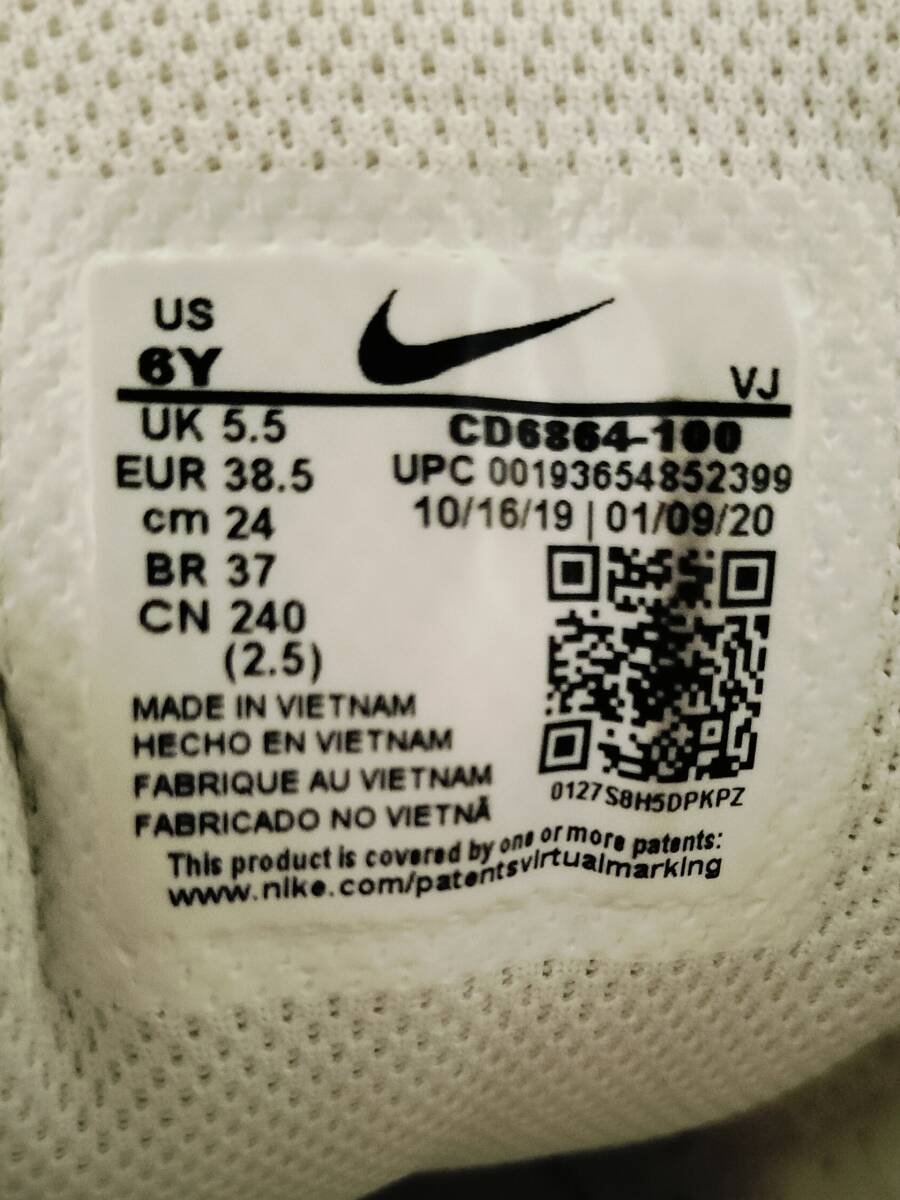 US
6Y
VJ
UK 5.5
CD6864-100
EUR 38.5
UPC 00193654852399
cm 24
10/16/19 | 01/09/20
BR 37
CN 240
(2.5)
MADE IN VIETNAM
HECHO EN VIETNAM
FABRIQUE AU VIETNAM
FABRICADO NO VIETNÃ
0127S8H5DPKPZ
This product is covered by one or more patents:
www.nike.com/patentsvirtualmarking